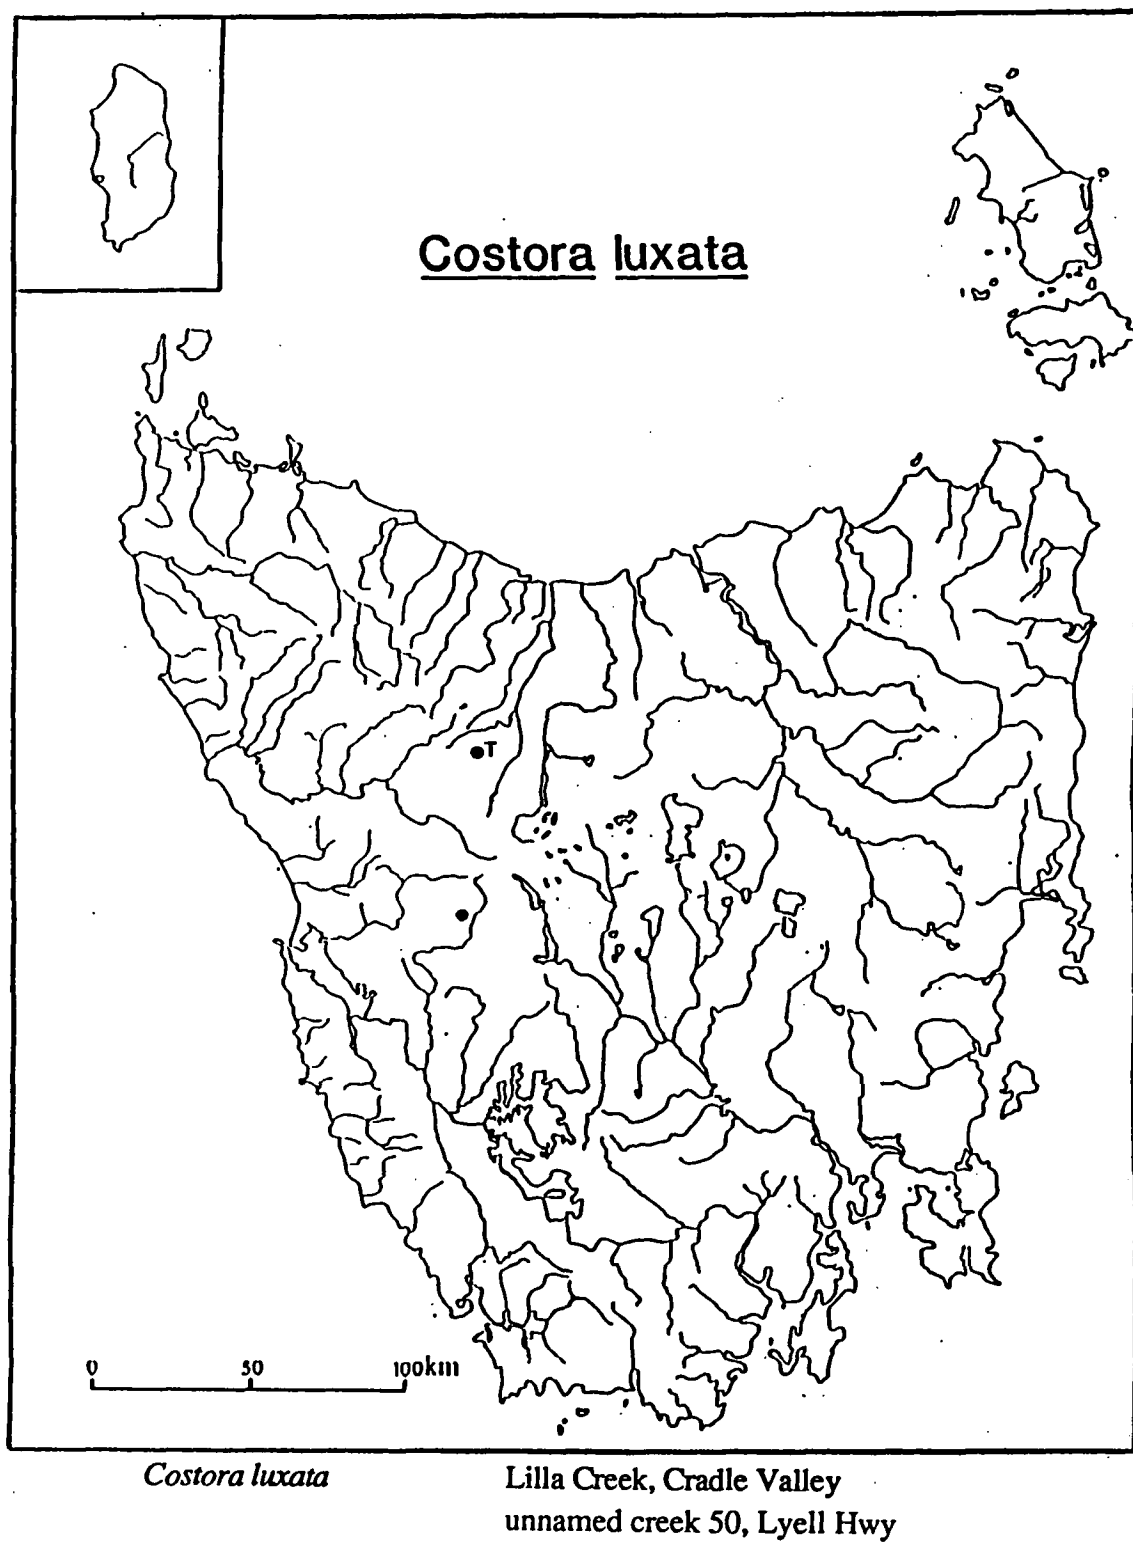 Costora luxata
T
0 50 100km
Costora luxata Lilla Creek, Cradle Valley
unnamed creek 50, Lyell Hwy